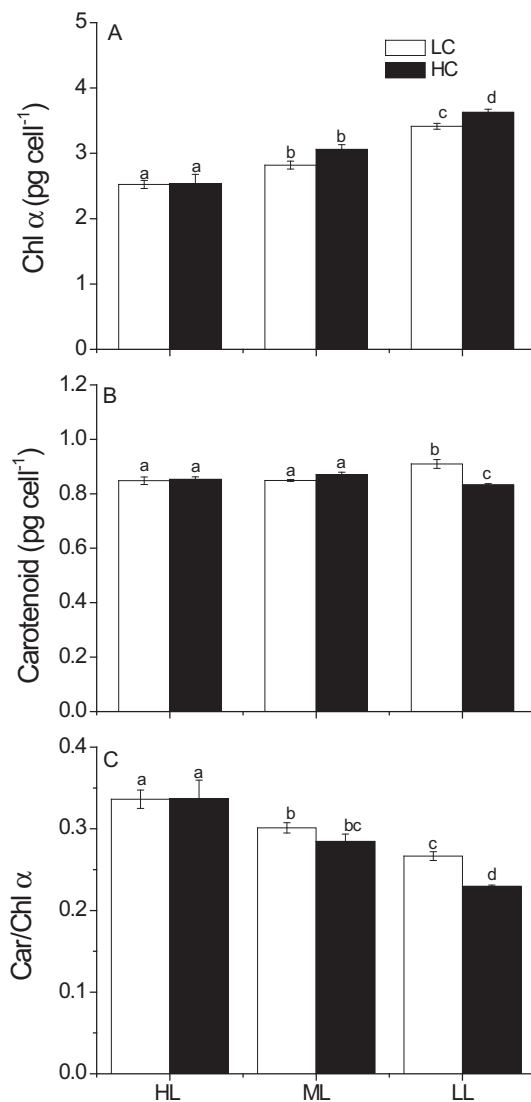 A
LC
HC
Chl α (pg cell-1)
5
4
3
2
1
0
a
a
b
b
c
d
B
Carotenoid (pg cell-1)
1.2
1.0
0.8
0.6
0.4
0.2
0.0
a
a
a
a
b
c
C
Car/Chl α
0.4
0.3
0.2
0.1
0.0
a
a
b
bc
c
d
HL
ML
LL